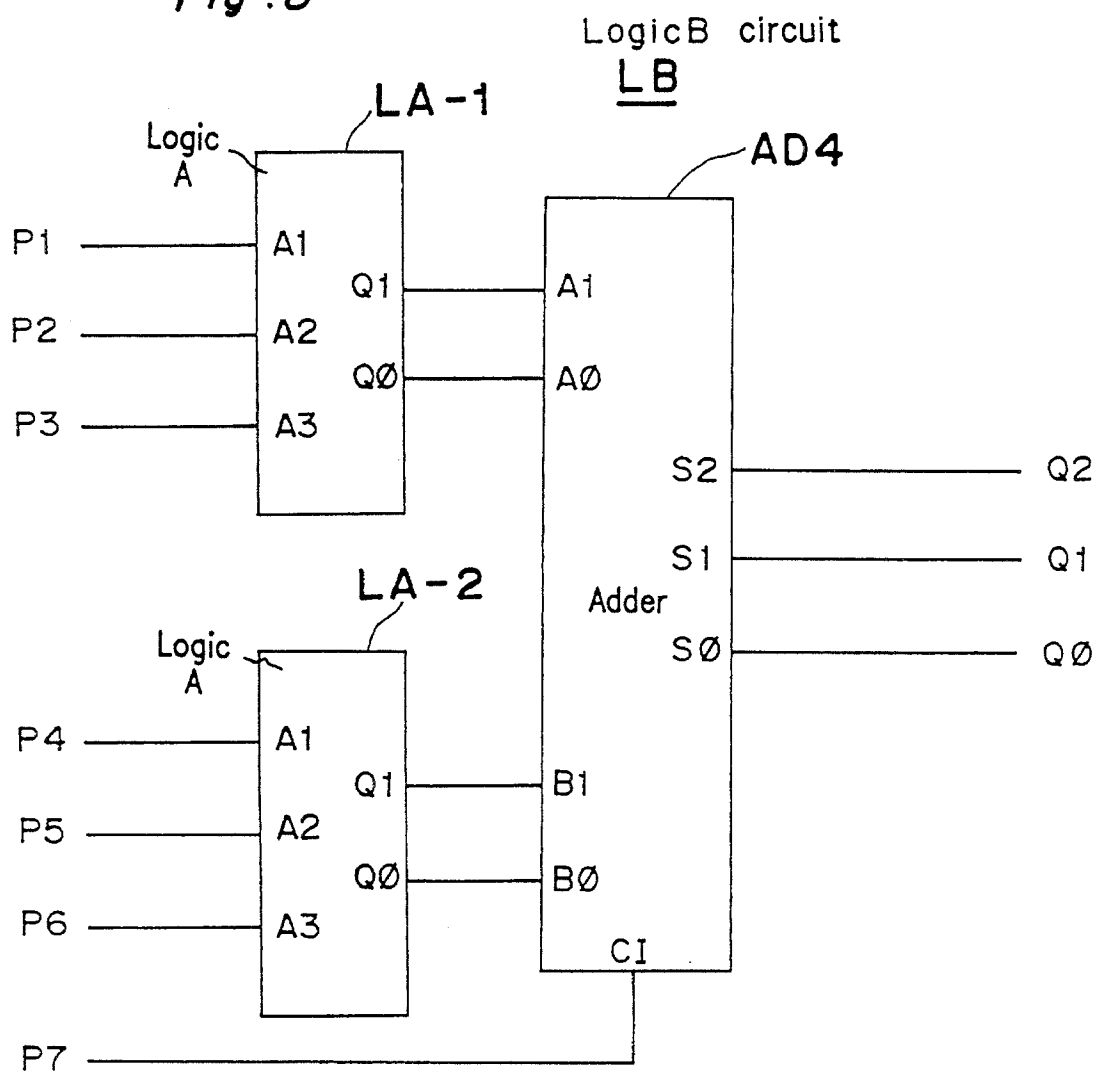 LogicB circuit
LB
LA-1
Logic
A
AD4
P1
A1
Q1
A1
P2
A2
QØ
AØ
P3
A3
S2
Q2
S1
Q1
Adder
SØ
QØ
LA-2
Logic
A
P4
A1
Q1
B1
P5
A2
QØ
BØ
P6
A3
CI
P7